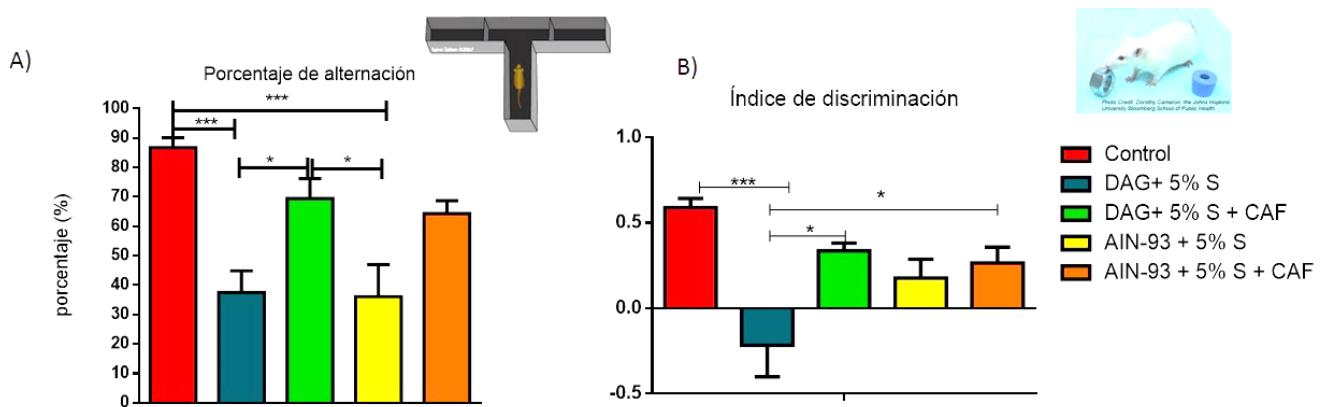 A)
Porcentaje de alternación
***
***
*
*
100
90
80
70
60
50
40
30
20
10
0
porcentaje (%)
B)
Índice de discriminación
Photo Credit: Dorothy Cameron, the Johns Hopkins
University Bloomberg School of Public Health
1.0
0.5
0.0
-0.5
***
*
*
Control
DAG+ 5% S
DAG+ 5% S + CAF
AIN-93 + 5% S
AIN-93 + 5% S + CAF